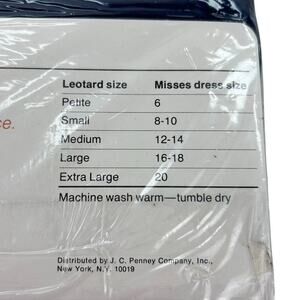 Leotard size Misses dress size
Petite 6
Small 8-10
ce.
Medium 12-14
Large 16-18
Extra Large 20
Machine wash warm—tumble dry
Distributed by J. C. Penney Company, Inc.,
New York, N.Y. 10019